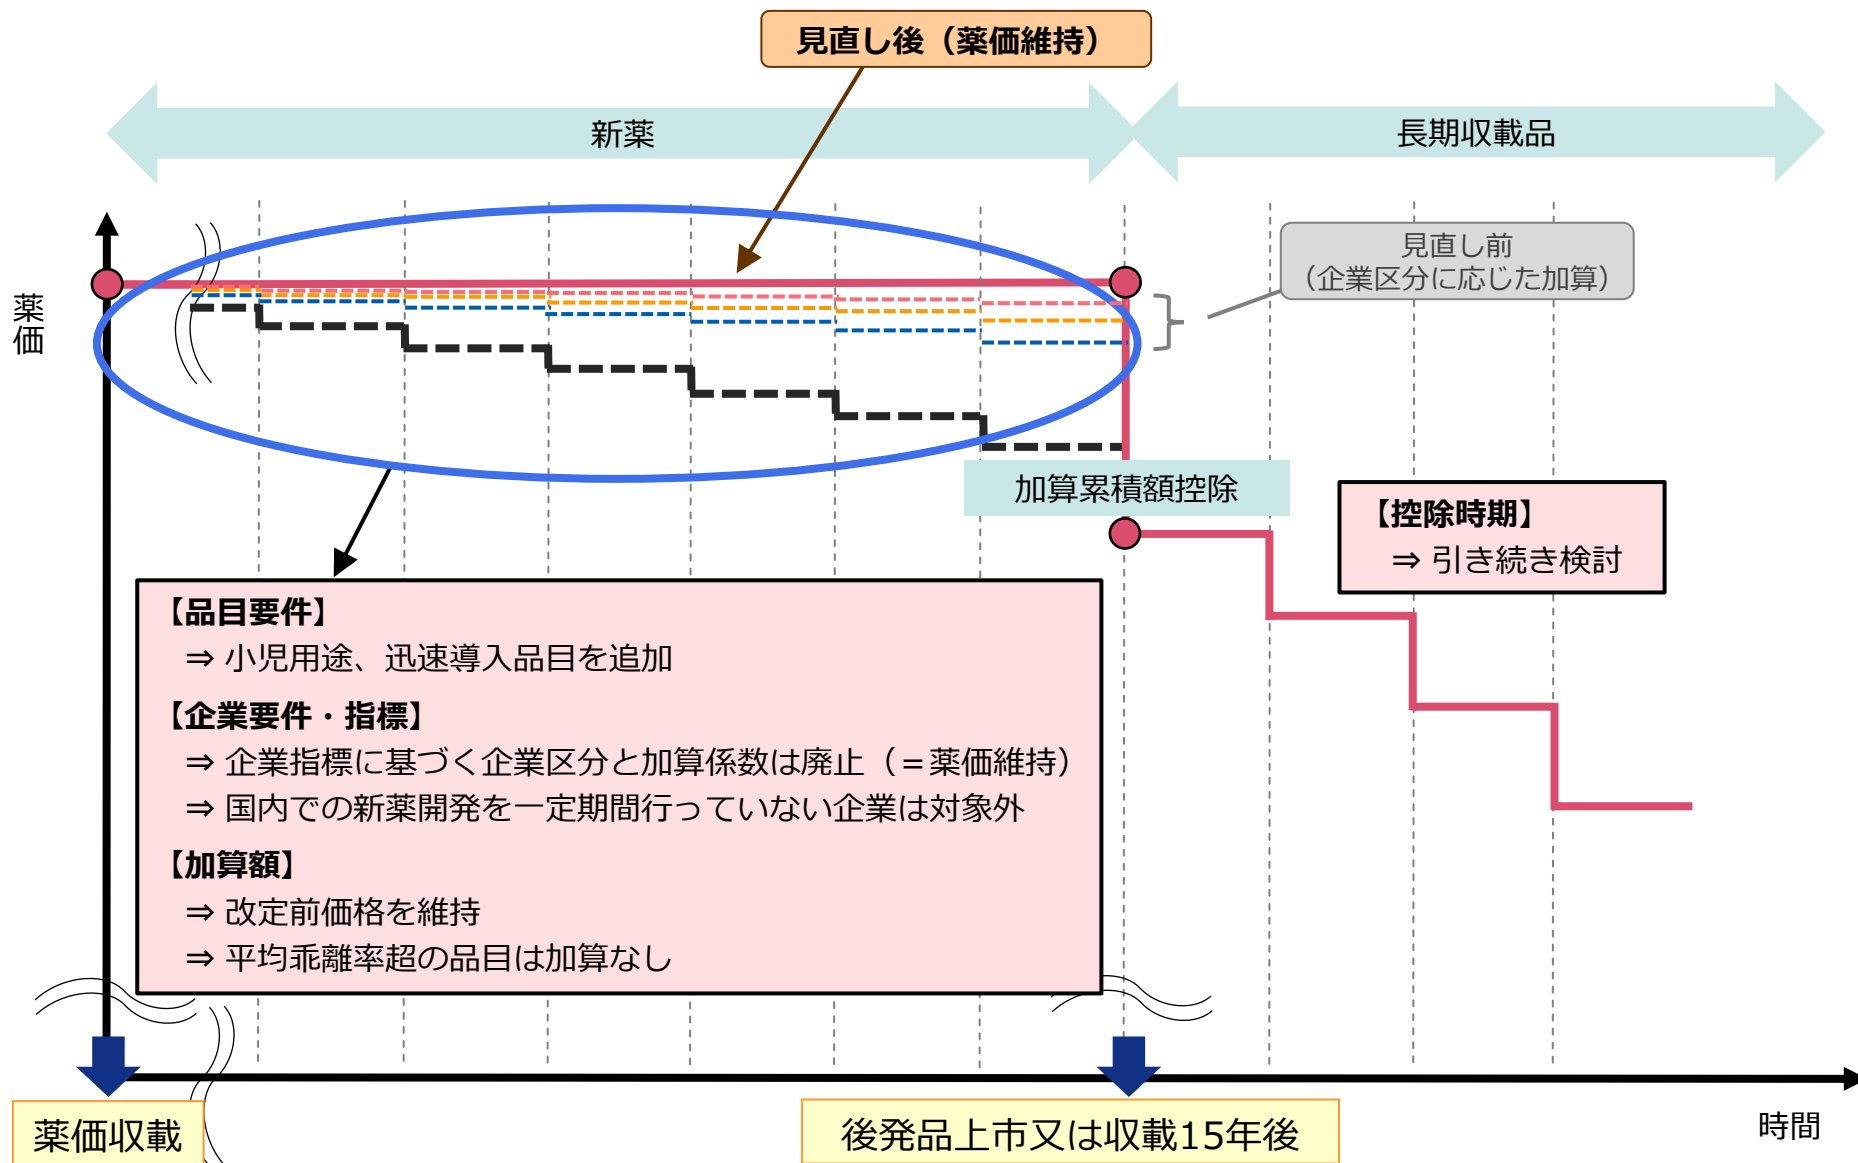 見直し後（薬価維持）
新薬
長期収載品
見直し前
（企業区分に応じた加算）
薬価
加算累積額控除
【控除時期】
⇒ 引き続き検討
【品目要件】
⇒ 小児用途、迅速導入品目を追加
【企業要件・指標】
⇒ 企業指標に基づく企業区分と加算係数は廃止（＝薬価維持）
⇒ 国内での新薬開発を一定期間行っていない企業は対象外
【加算額】
⇒ 改定前価格を維持
⇒ 平均乖離率超の品目は加算なし
薬価収載
後発品上市又は収載15年後
時間